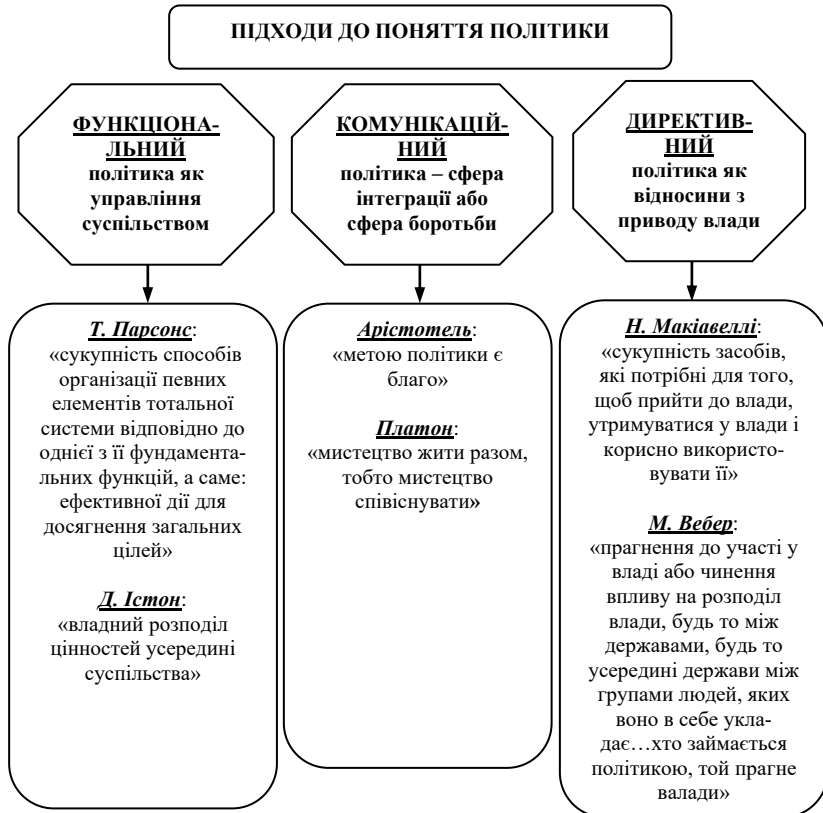 ПІДХОДИ ДО ПОНЯТТЯ ПОЛІТИКИ
ФУНКЦІОНА-
ЛЬНИЙ
політика як
управління
суспільством
КОМУНІКАЦІЙ-
НИЙ
політика – сфера
інтеграції або
сфера боротьби
ДИРЕКТИВ-
НИЙ
політика як
відносини з
приводу влади
Т. Парсонс:
«сукупність способів
організації певних
елементів тотальної
системи відповідно до
однієї з її фундамента-
льних функцій, а саме:
ефективної дії для
досягнення загальних
цілей»
Д. Істон:
«владний розподіл
цінностей усередині
суспільства»
Арістотель:
«метою політики є
благо»
Платон:
«мистецтво жити разом,
тобто мистецтво
співіснувати»
Н. Макіавеллі:
«сукупність засобів,
які потрібні для того,
щоб прийти до влади,
утримуватися у влади і
корисно використо-
вувати її»
М. Вебер:
«прагнення до участі у
владі або чинення
впливу на розподіл
влади, будь то між
державами, будь то
усередині держави між
групами людей, яких
воно в себе укла-
дає…хто займається
політикою, той прагне
валади»